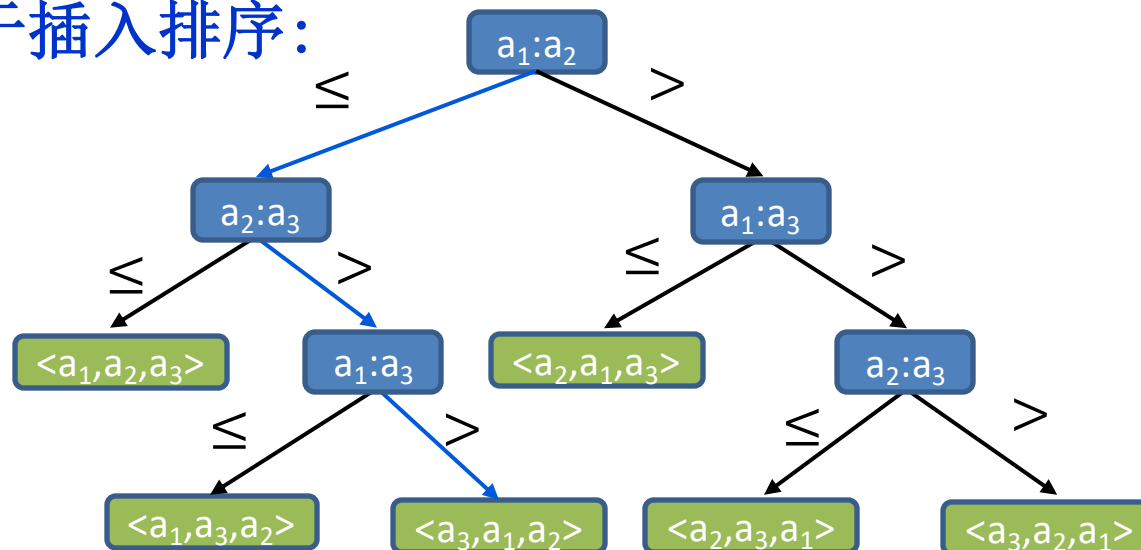 于插入排序：
a₁:a₂
≤ >
a₂:a₃ a₁:a₃
≤ > ≤ >
<a₁,a₂,a₃> a₁:a₃ <a₂,a₁,a₃> a₂:a₃
≤ > ≤ >
<a₁,a₃,a₂> <a₃,a₁,a₂> <a₂,a₃,a₁> <a₃,a₂,a₁>